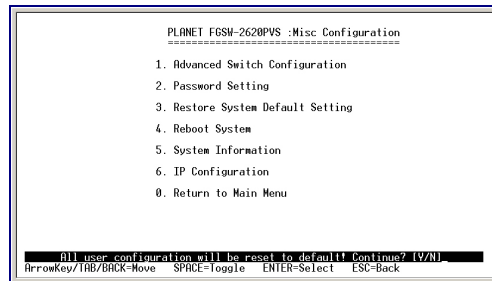 PLANET FGSW-2620PVS :Misc Configuration
=======================================
1. Advanced Switch Configuration
2. Password Setting
3. Restore System Default Setting
4. Reboot System
5. System Information
6. IP Configuration
0. Return to Main Menu
All user configuration will be reset to default! Continue? [Y/N]_
ArrowKey/TAB/BACK=Move SPACE=Toggle ENTER=Select ESC=Back